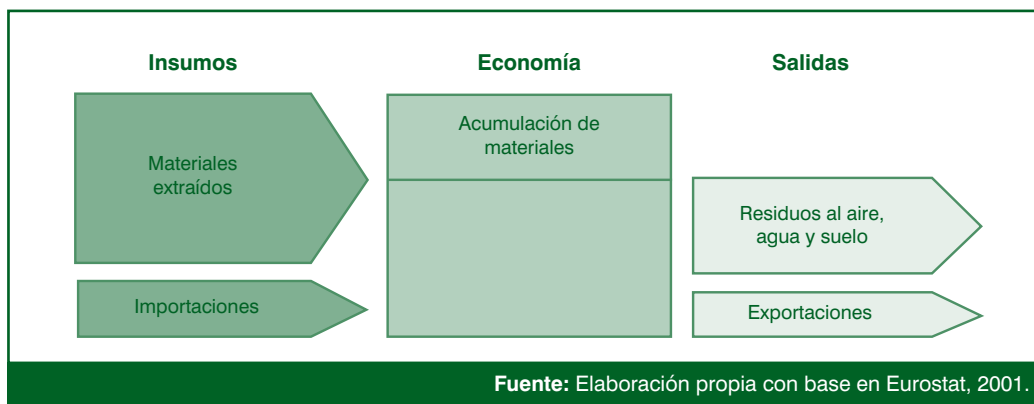 Insumos
Economía
Salidas
Materiales
extraídos
Acumulación de
materiales
Residuos al aire,
agua y suelo
Importaciones
Exportaciones
Fuente: Elaboración propia con base en Eurostat, 2001.